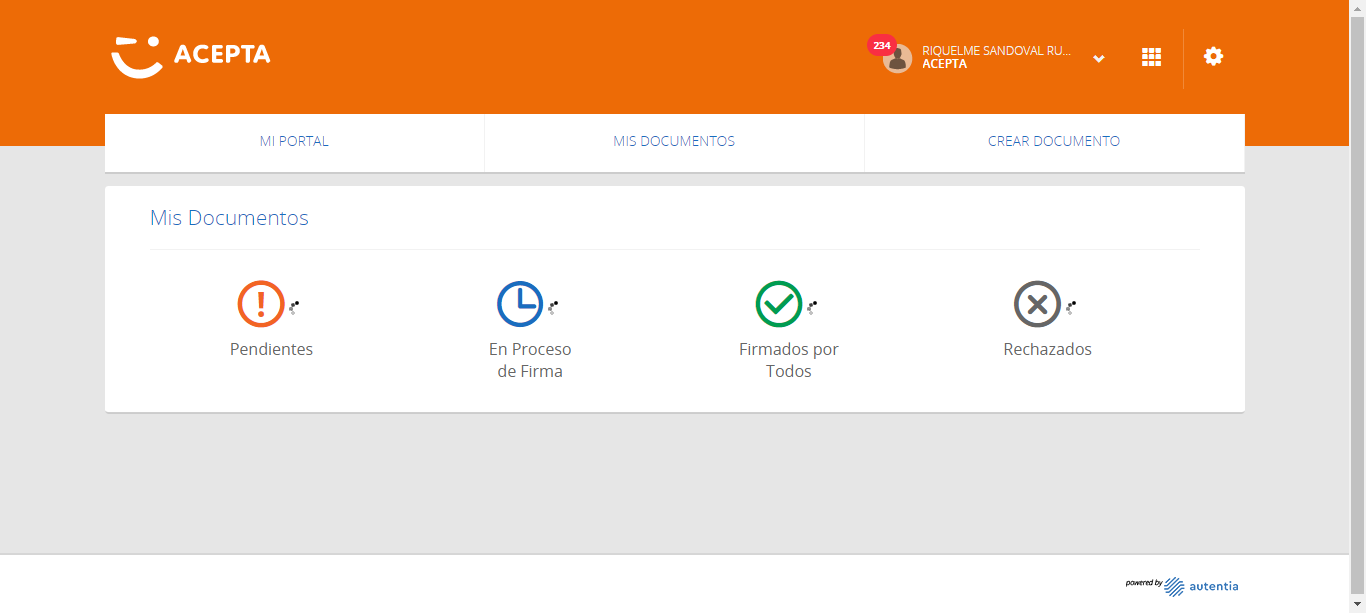 ACEPTA
234
RIQUELME SANDOVAL RU...
ACEPTA
MI PORTAL
MIS DOCUMENTOS
CREAR DOCUMENTO
Mis Documentos
Pendientes
En Proceso
de Firma
Firmados por
Todos
Rechazados
powered by
autentia